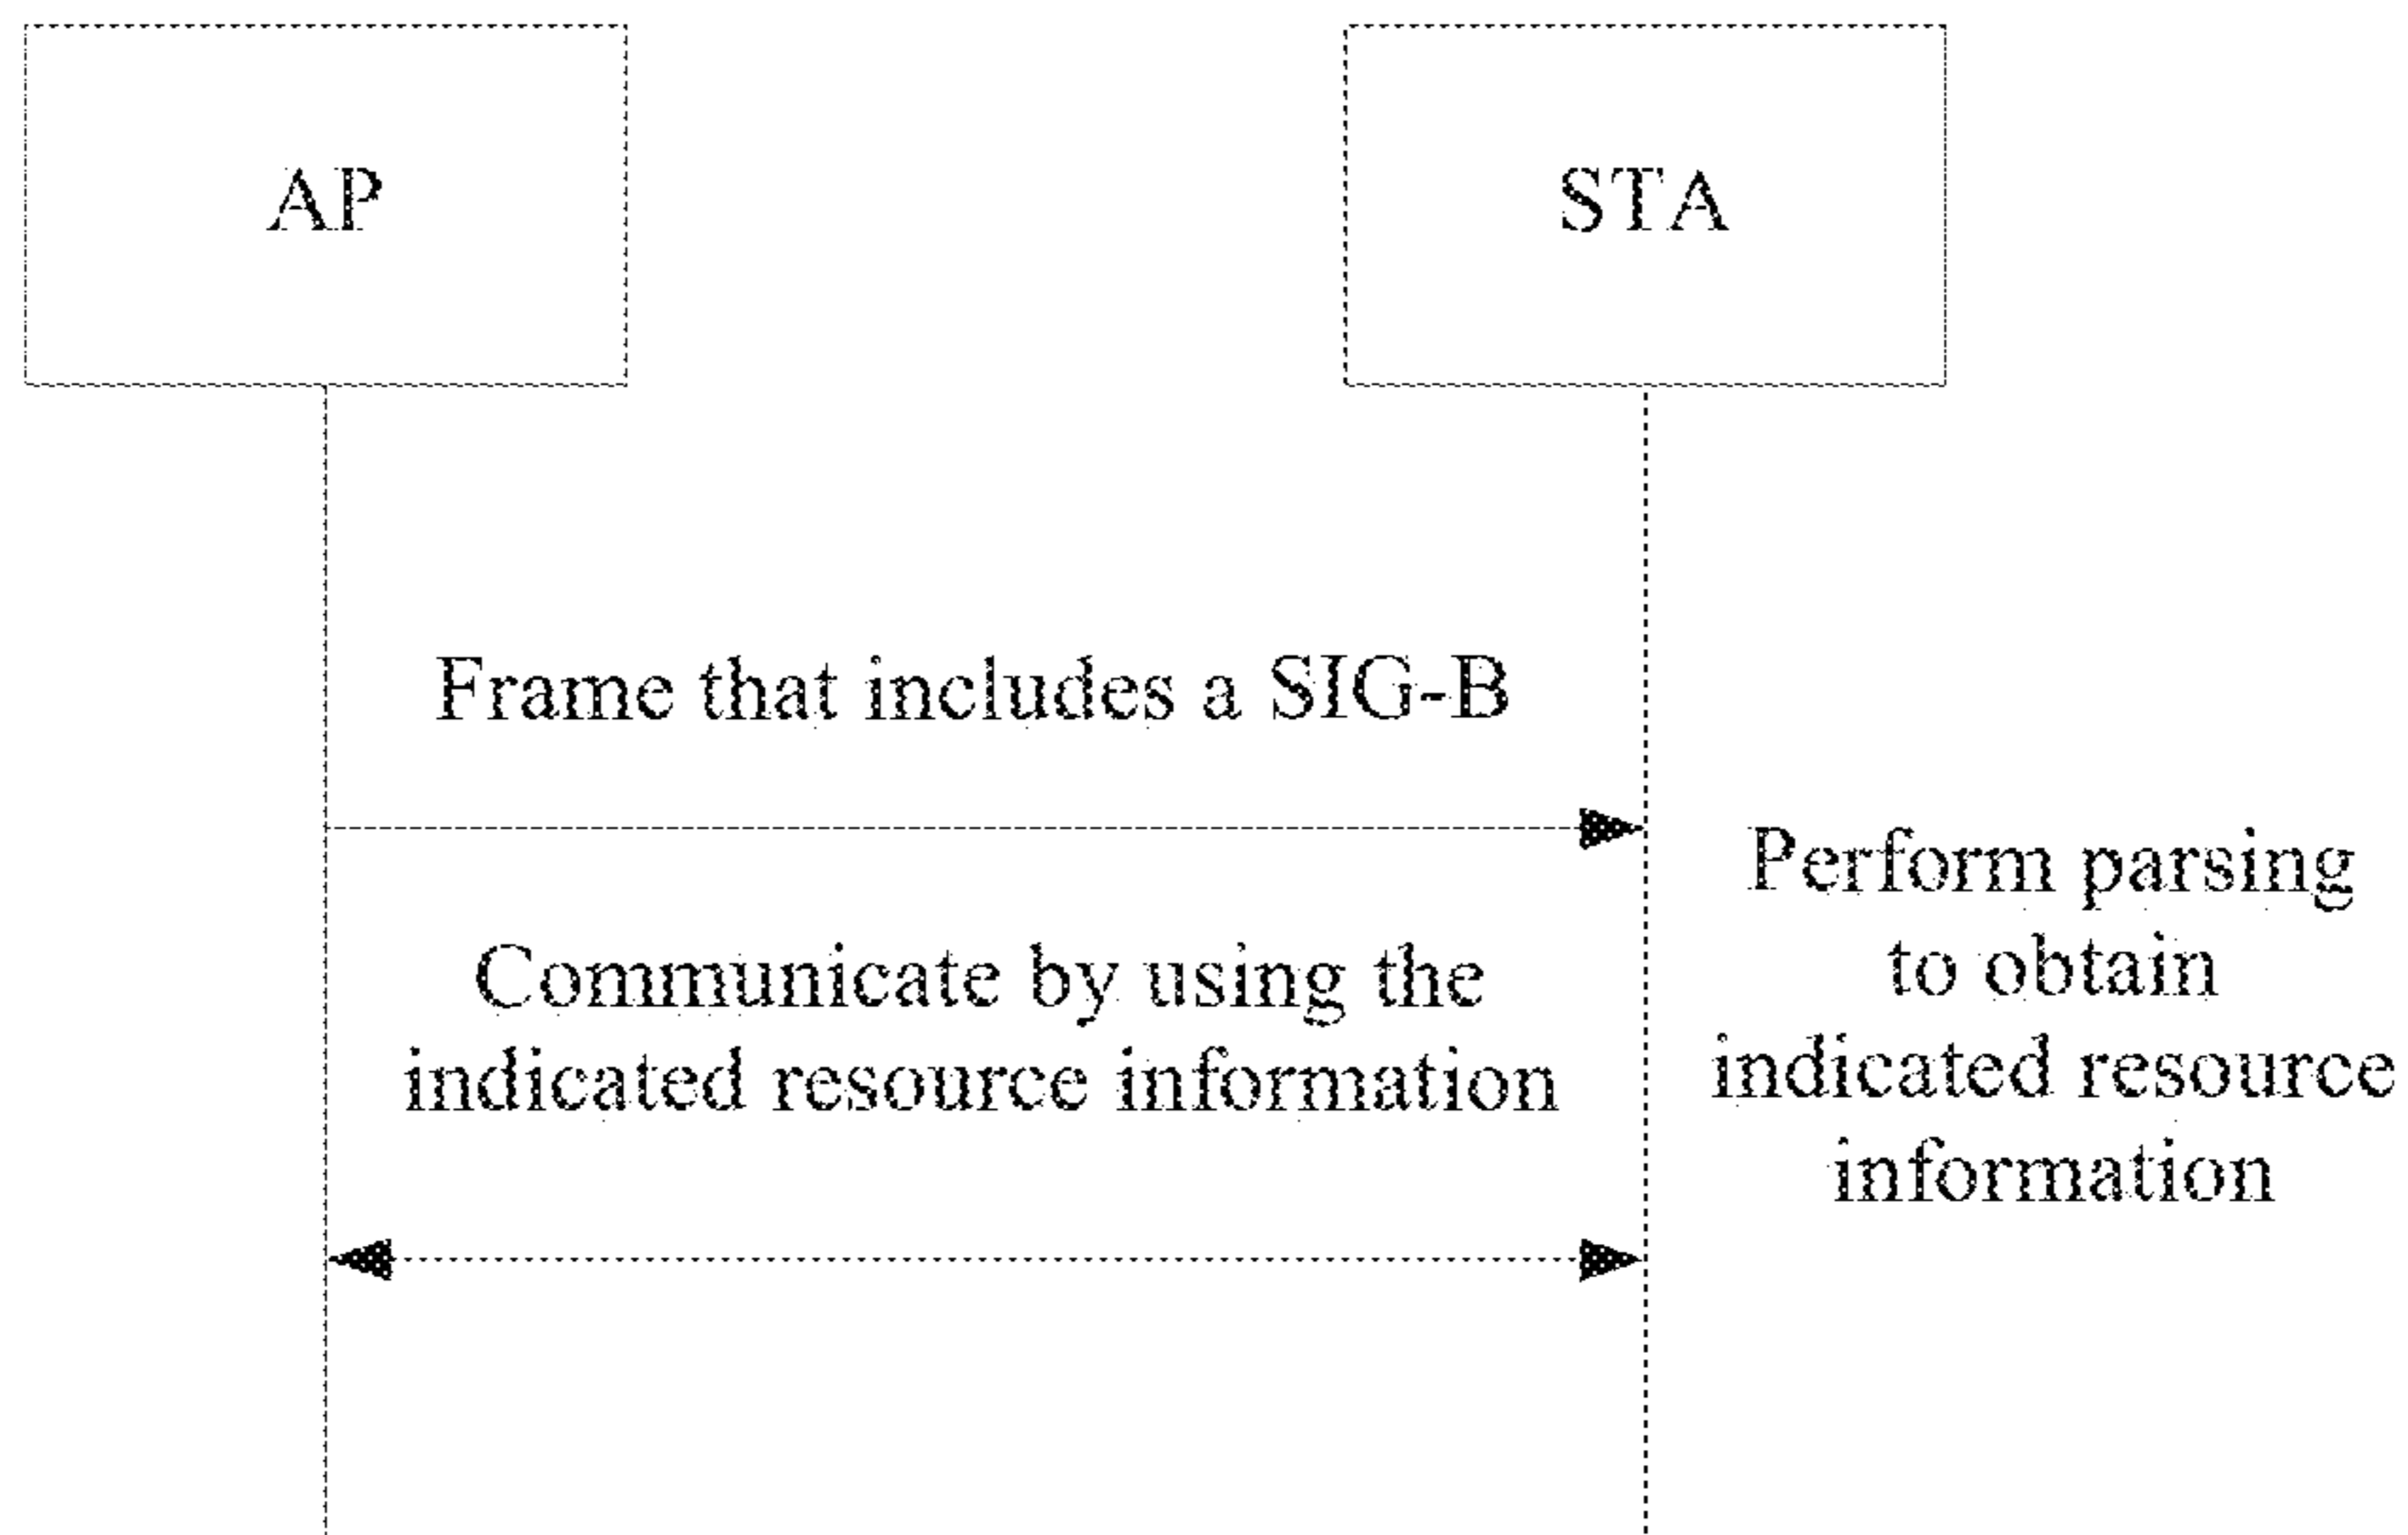 AP
STA
Frame that includes a SIG-B
Communicate by using the
indicated resource information
Perform parsing
to obtain
indicated resource
information